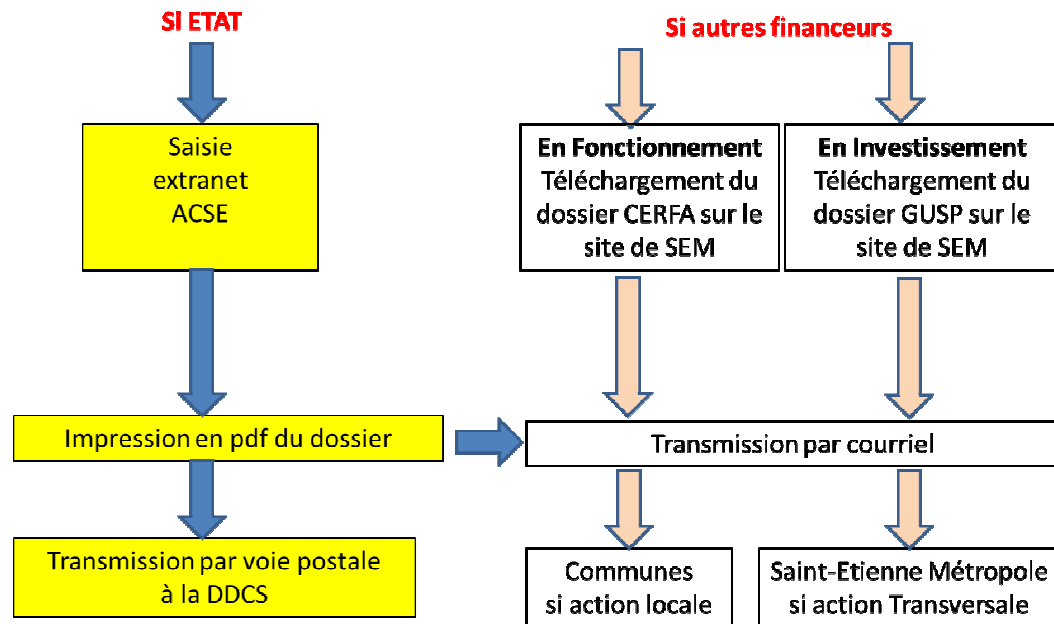 SI ETAT
Si autres financeurs
Saisie
extranet
ACSE
En Fonctionnement
Téléchargement du
dossier CERFA sur le
site de SEM
En Investissement
Téléchargement du
dossier GUSP sur le
site de SEM
Impression en pdf du dossier
Transmission par courriel
Transmission par voie postale
à la DDCS
Communes
si action locale
Saint-Etienne Métropole
si action Transversale